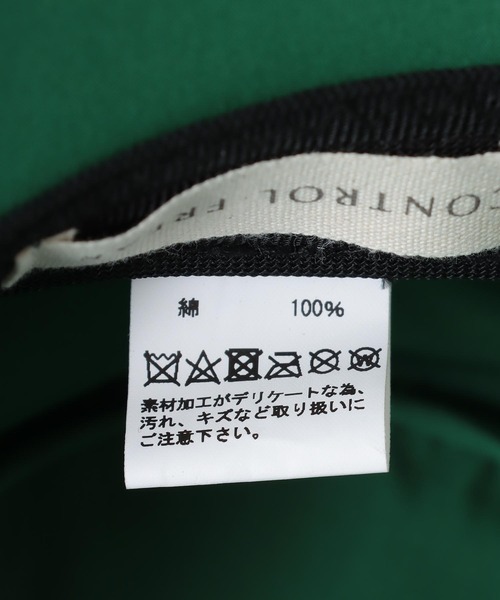 CONTROL FRE
綿 100%
素材加工がデリケートな為、
汚れ、キズなど取り扱いに
ご注意下さい。